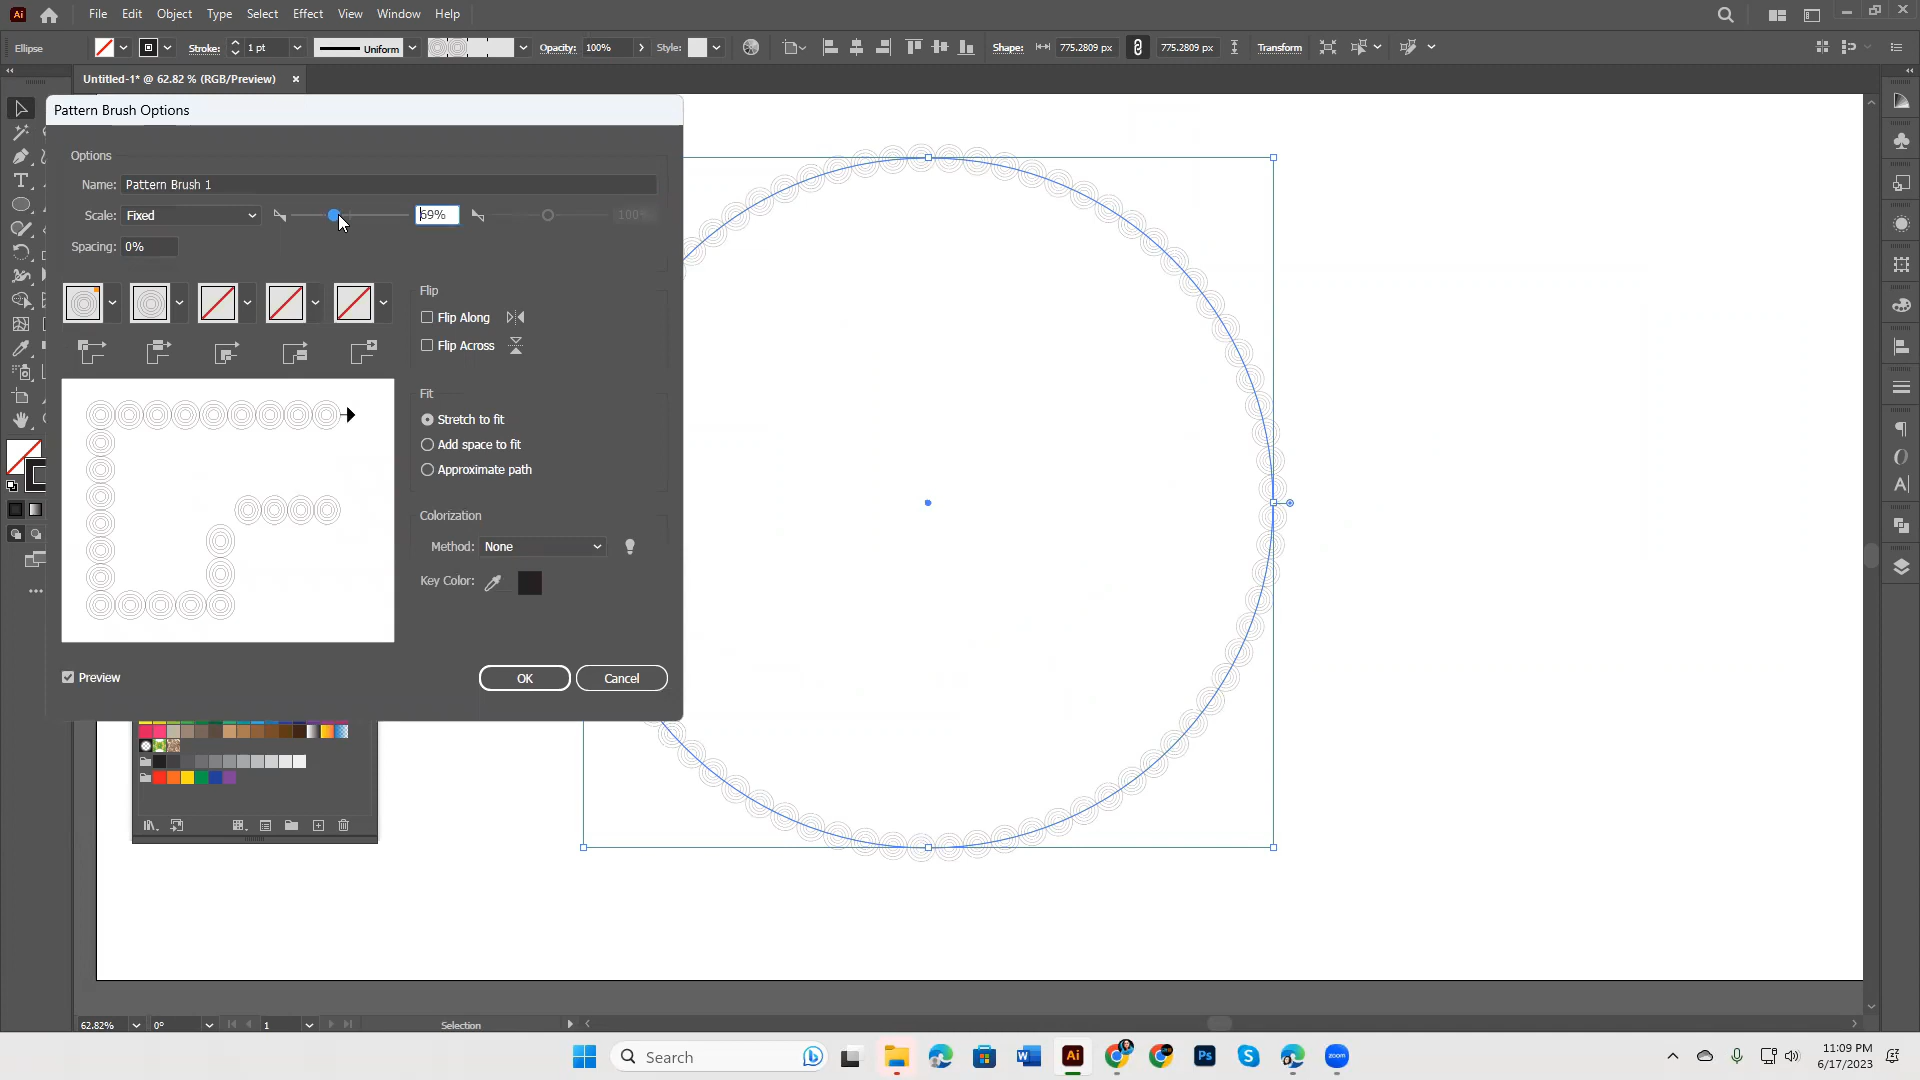 Ai File Edit Object Type Select Effect View Window Help
Ellipse Stroke: 1 pt Uniform Opacity: 100% Style: Shape: 775.2809 px 775.2809 px Transform
Untitled-1* @ 62.82 % (RGB/Preview) ×
Pattern Brush Options
Options
Name: Pattern Brush 1
Scale: Fixed 69% 100%
Spacing: 0%
Flip
Flip Along
Flip Across
Fit
Stretch to fit
Add space to fit
Approximate path
Colorization
Method: None
Key Color:
Preview OK Cancel
62.82% 0° 1 Selection
Search Ai Ps zoom 11:09 PM
6/17/2023